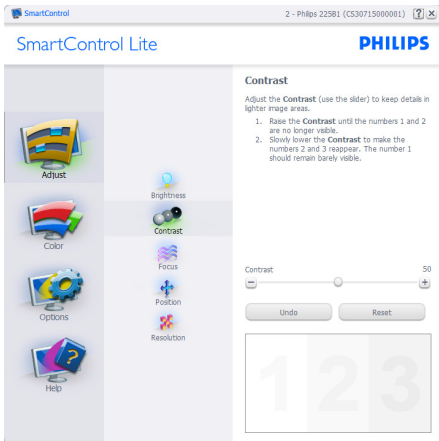 SmartControl
2 - Philips 225B1 (CS30715000001)
SmartControl Lite
PHILIPS
Adjust
Color
Options
Help
Brightness
Contrast
Focus
Position
Resolution
Contrast
Adjust the Contrast (use the slider) to keep details in
lighter image areas.
1. Raise the Contrast until the numbers 1 and 2
are no longer visible.
2. Slowly lower the Contrast to make the
numbers 2 and 3 reappear. The number 1
should remain barely visible.
Contrast 50
Undo Reset
1 2 3